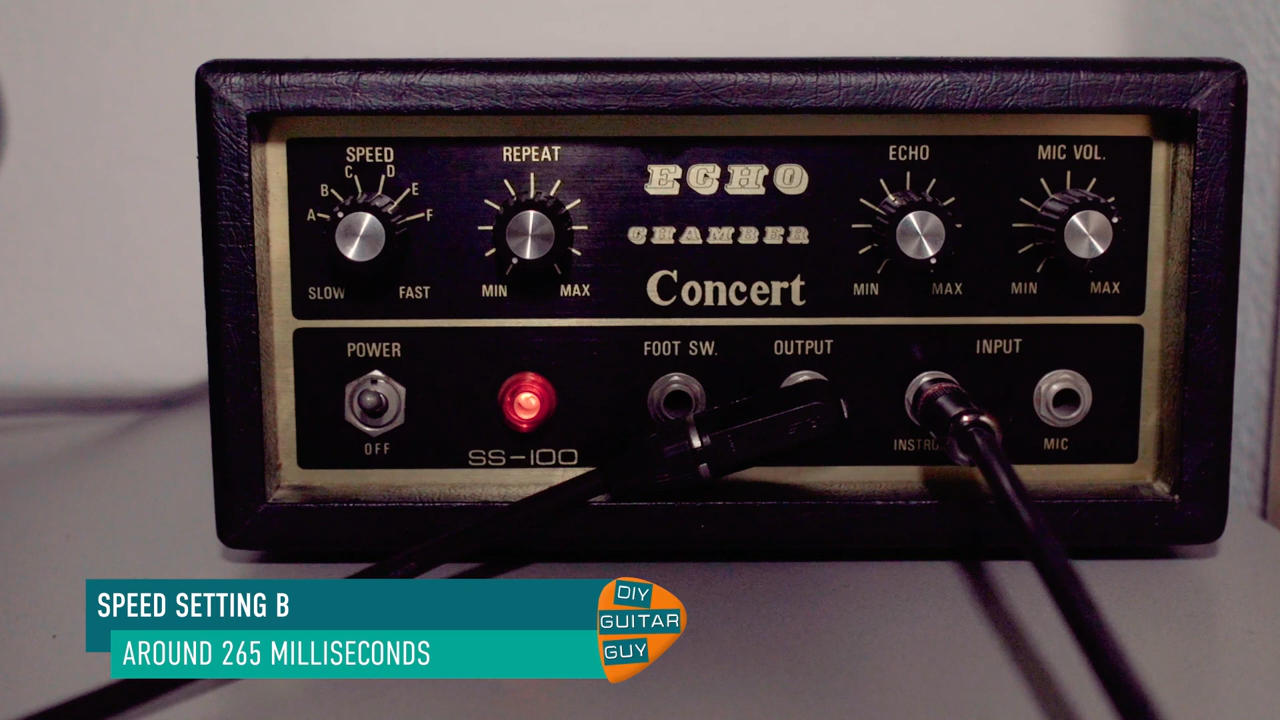 SPEED
A B C D E F
SLOW FAST
REPEAT
MIN MAX
ECHO
CHAMBER
Concert
ECHO
MIN MAX
MIC VOL.
MIN MAX
POWER
OFF
SS-100
FOOT SW.
OUTPUT
INPUT
MIC
SPEED SETTING B
AROUND 265 MILLISECONDS
DIY
GUITAR
GUY